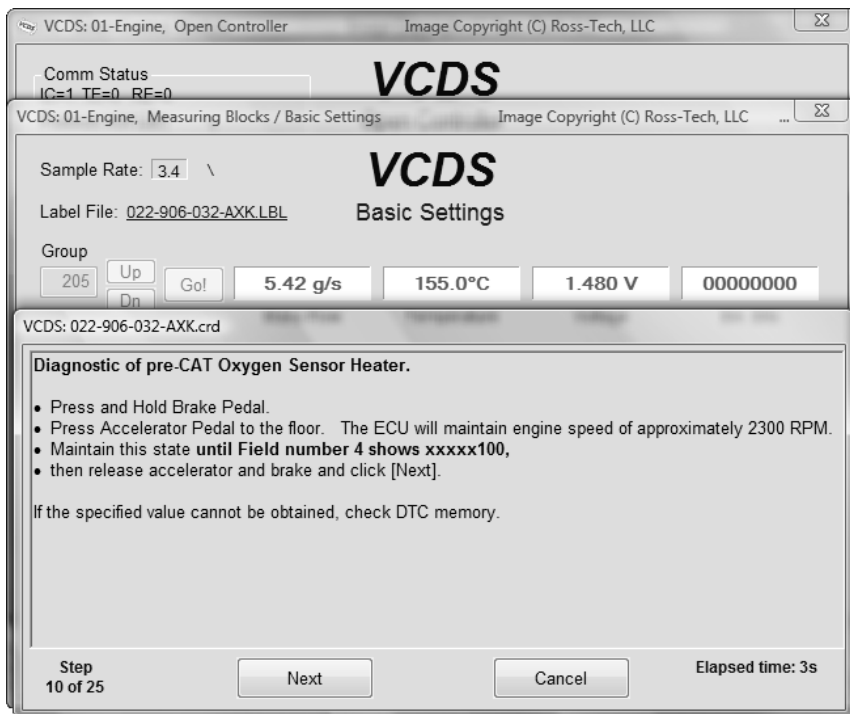 VCDS: 01-Engine, Open Controller Image Copyright (C) Ross-Tech, LLC
Comm Status
IC=1 TE=0 RE=0
VCDS
VCDS: 01-Engine, Measuring Blocks / Basic Settings Image Copyright (C) Ross-Tech, LLC ...
Sample Rate: 3.4 \
VCDS
Label File: 022-906-032-AXK.LBL
Basic Settings
Group
205 Up Dn Go! 5.42 g/s 155.0°C 1.480 V 00000000
VCDS: 022-906-032-AXK.crd
Diagnostic of pre-CAT Oxygen Sensor Heater.
• Press and Hold Brake Pedal.
• Press Accelerator Pedal to the floor. The ECU will maintain engine speed of approximately 2300 RPM.
• Maintain this state until Field number 4 shows xxxxx100,
• then release accelerator and brake and click [Next].
If the specified value cannot be obtained, check DTC memory.
Step
10 of 25
Next
Cancel
Elapsed time: 3s